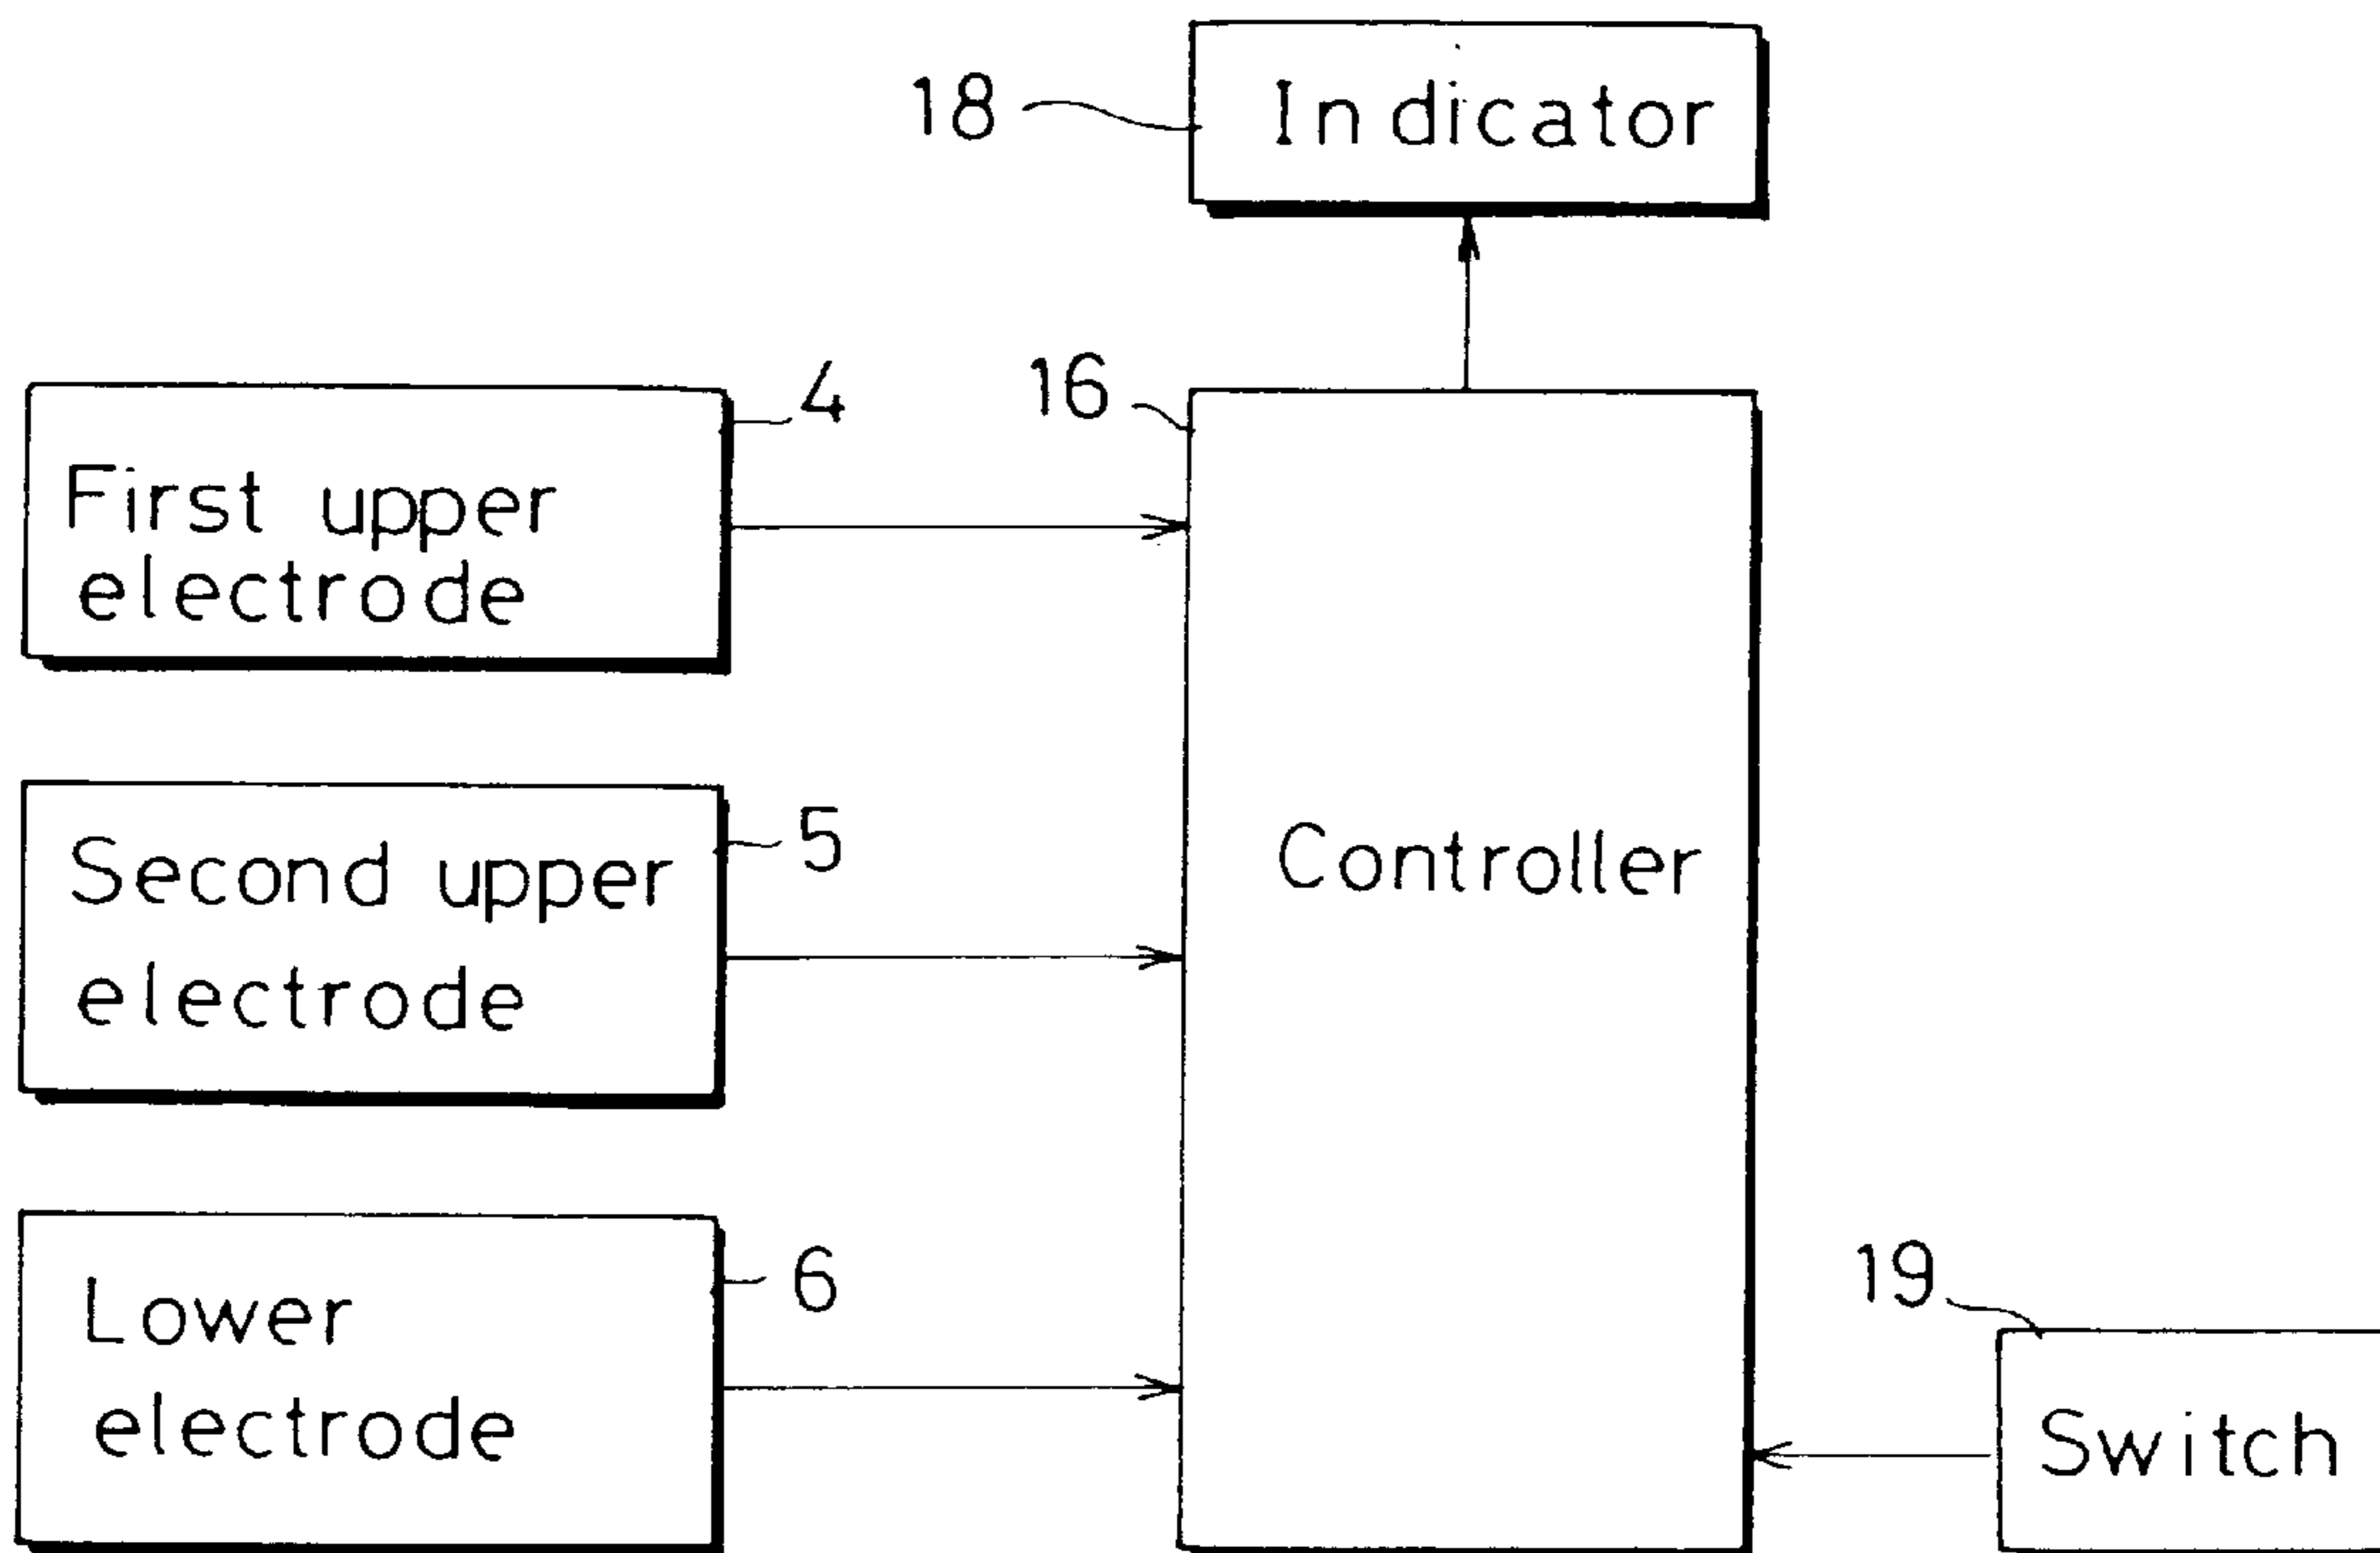 18
Indicator
4
16
First upper
electrode
5
Second upper
electrode
Controller
6
19
Lower
electrode
Switch